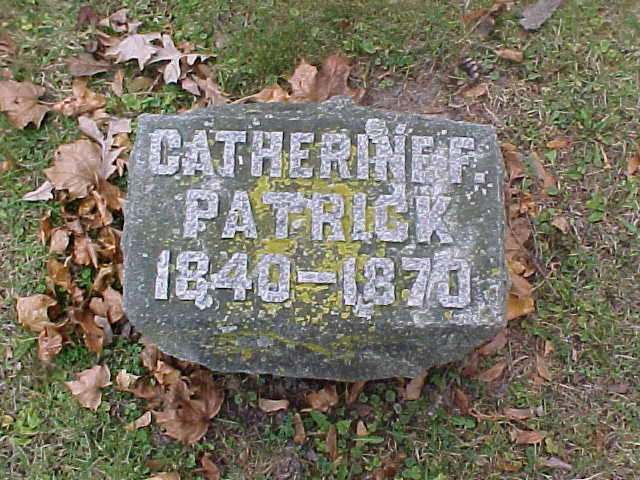 CATHERINE F.
PATRICK
1840-1870